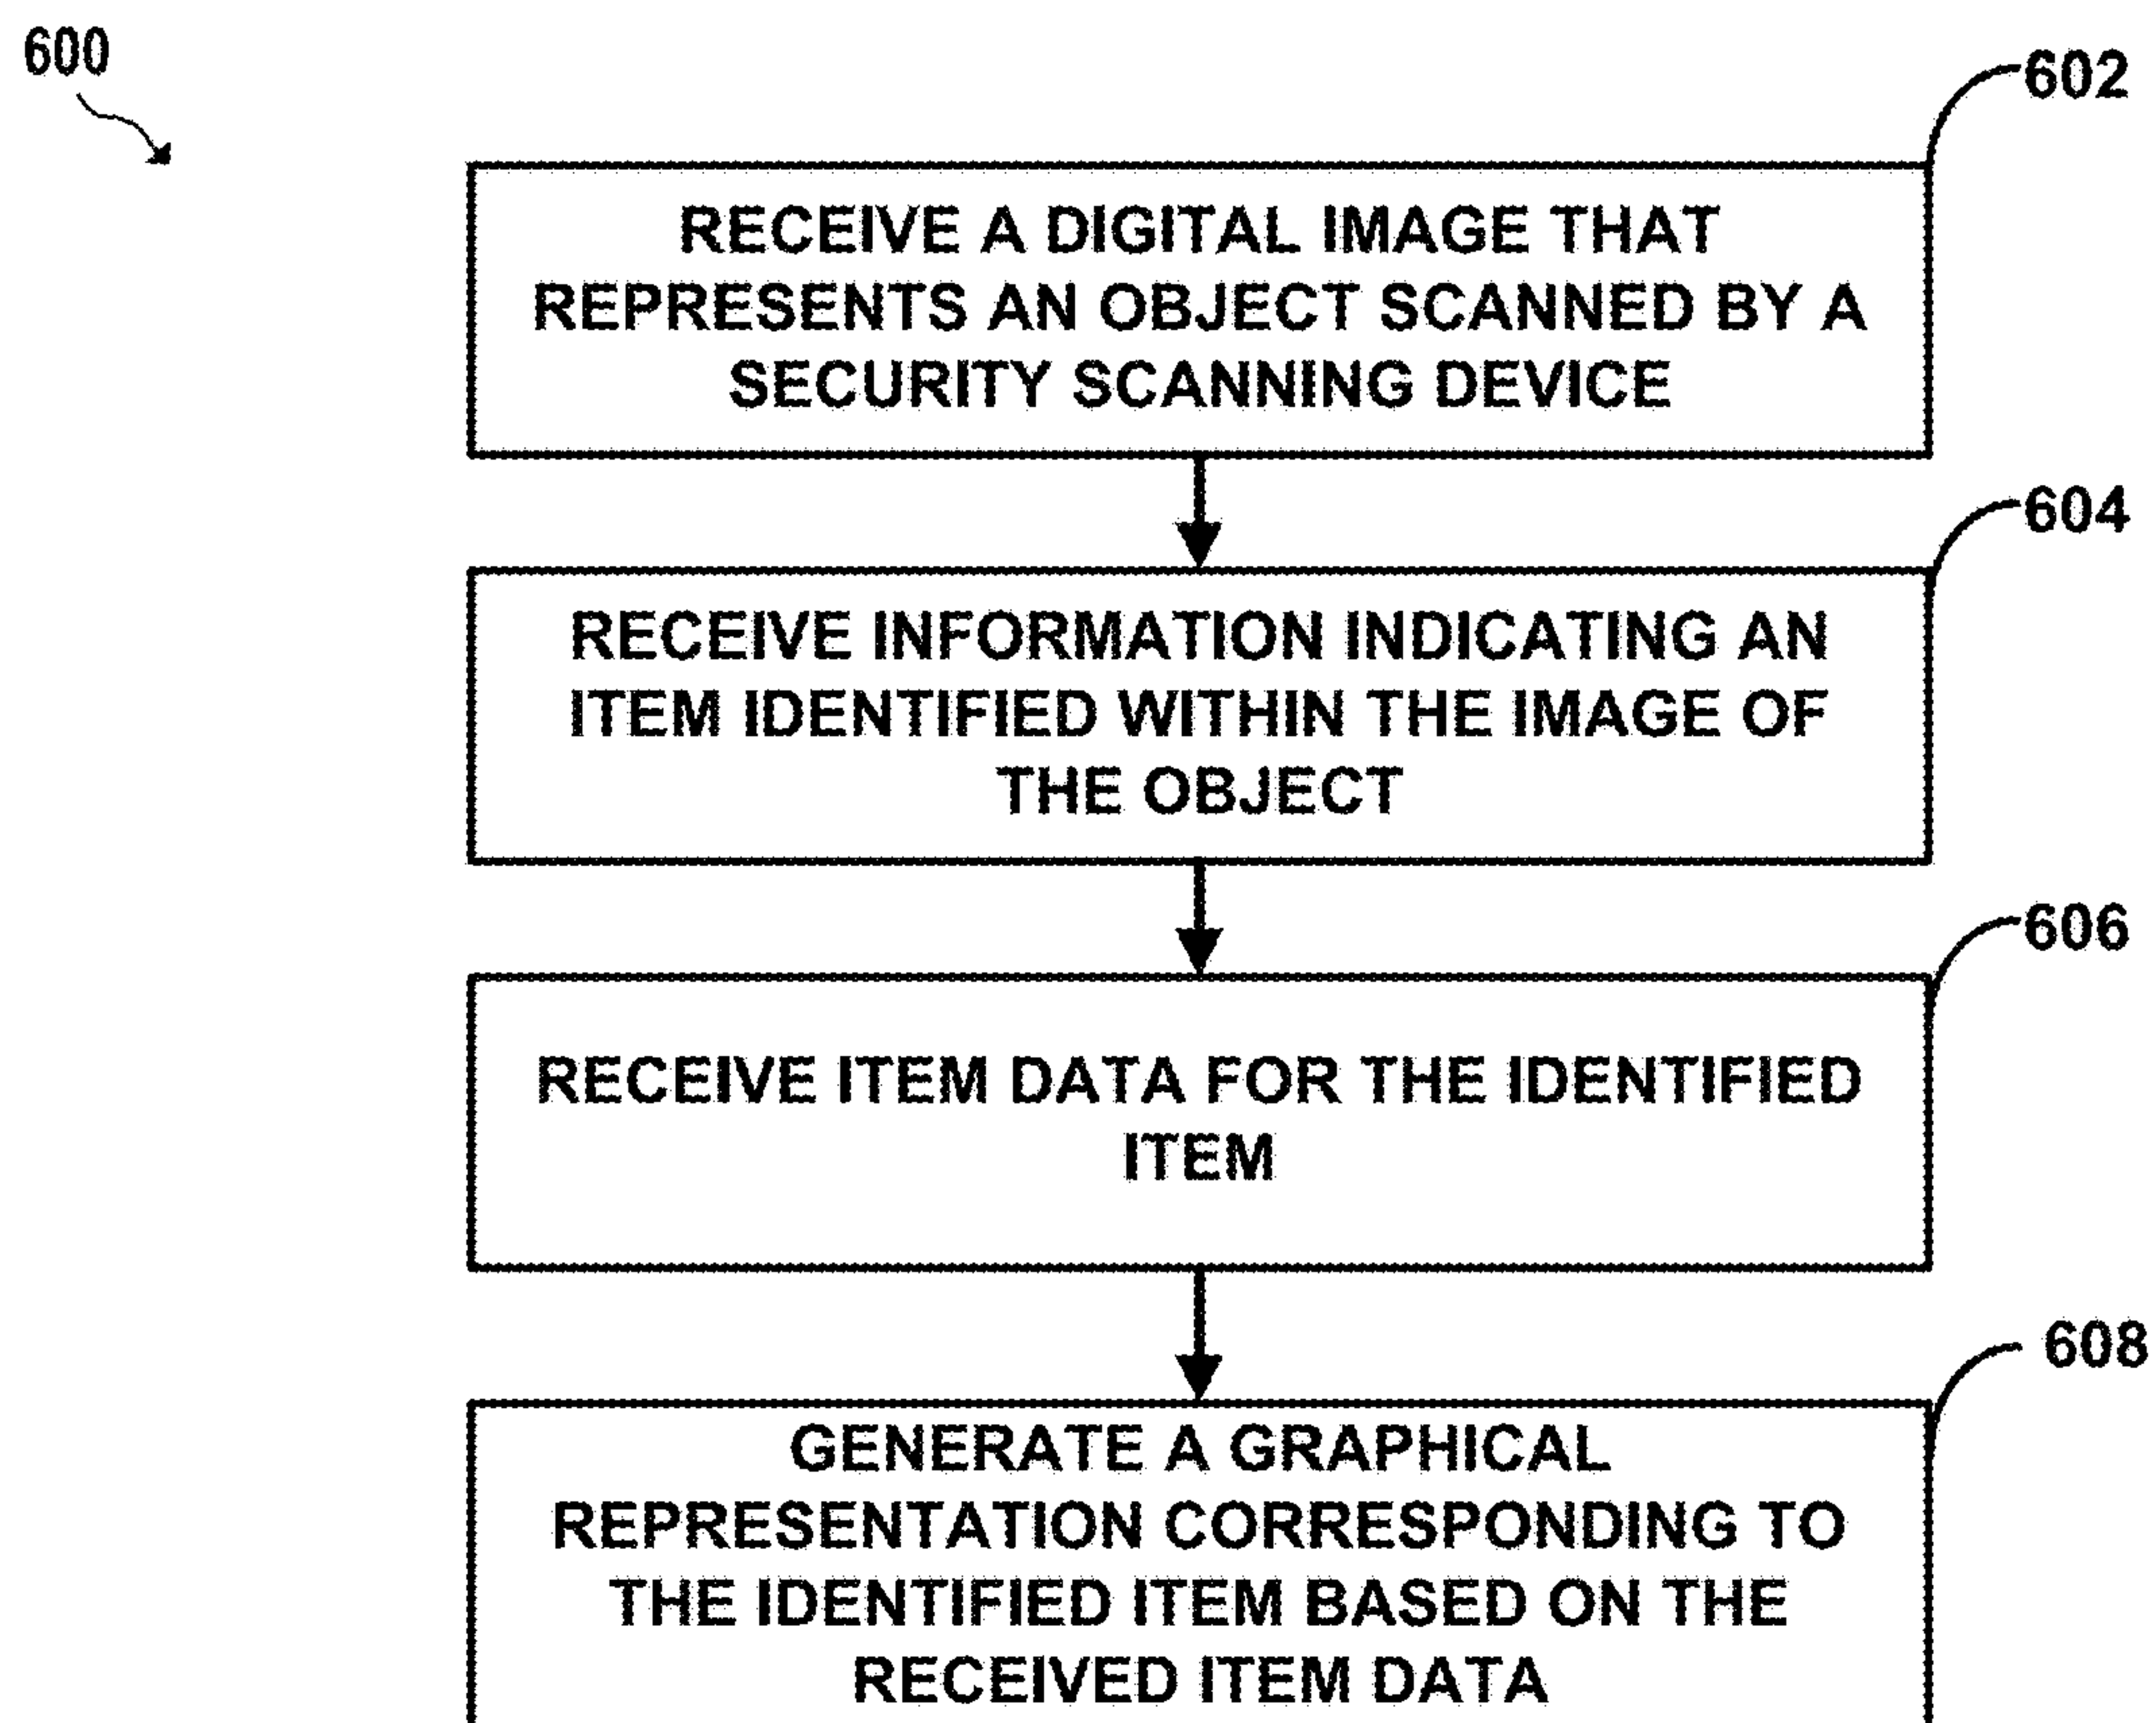 600
602
RECEIVE A DIGITAL IMAGE THAT
REPRESENTS AN OBJECT SCANNED BY A
SECURITY SCANNING DEVICE
604
RECEIVE INFORMATION INDICATING AN
ITEM IDENTIFIED WITHIN THE IMAGE OF
THE OBJECT
606
RECEIVE ITEM DATA FOR THE IDENTIFIED
ITEM
608
GENERATE A GRAPHICAL
REPRESENTATION CORRESPONDING TO
THE IDENTIFIED ITEM BASED ON THE
RECEIVED ITEM DATA